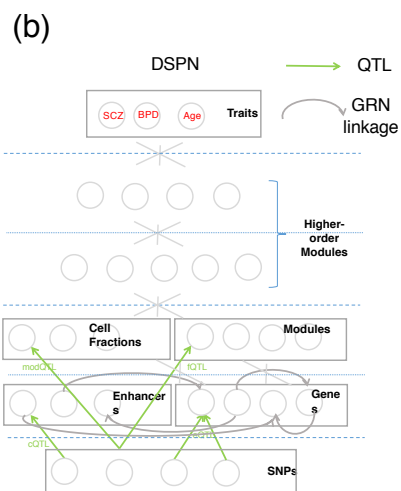 (b)
DSPN
QTL
GRN
linkage
SCZ
BPD
Age
Traits
Higher-
order
Modules
Cell
Fractions
Modules
modQTL
fQTL
Enhancer
s
Gene
s
cQTL
SNPs